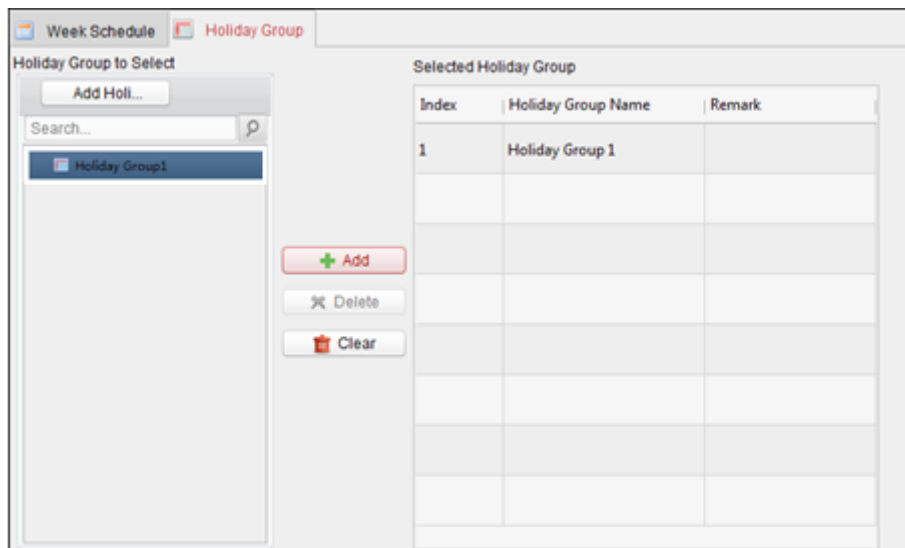 Week Schedule
Holiday Group
Holiday Group to Select
Add Holi...
Search...
Holiday Group1
Add
Delete
Clear
Selected Holiday Group
Index Holiday Group Name Remark
1 Holiday Group 1